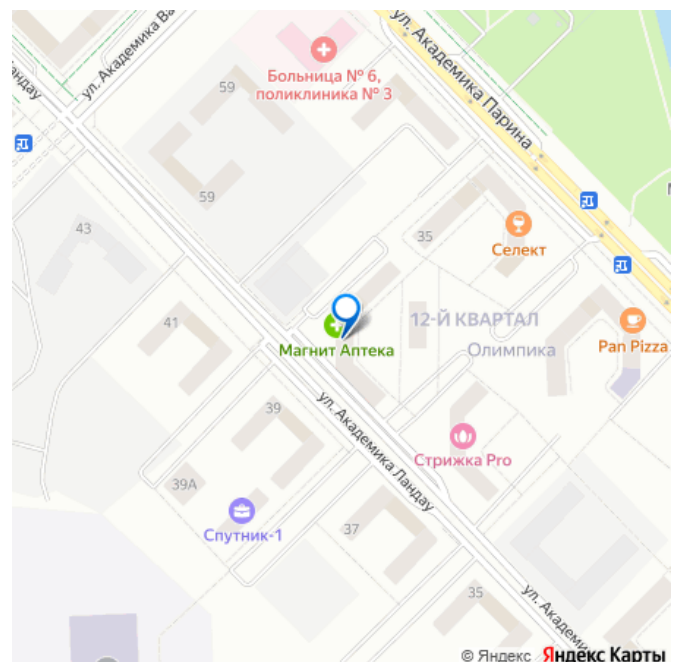 ул. Академика Ва
Ландау
ул. Академика Парина
Больница № 6,
поликлиника № 3
59
59
43
35
Селект
41
12-Й КВАРТАЛ
Олимпика
Pan Pizza
Магнит Аптека
39
ул. Академика Ландау
Стрижка Pro
39А
Спутник-1
37
35
ул. Академи
© Яндекс Яндекс Карты